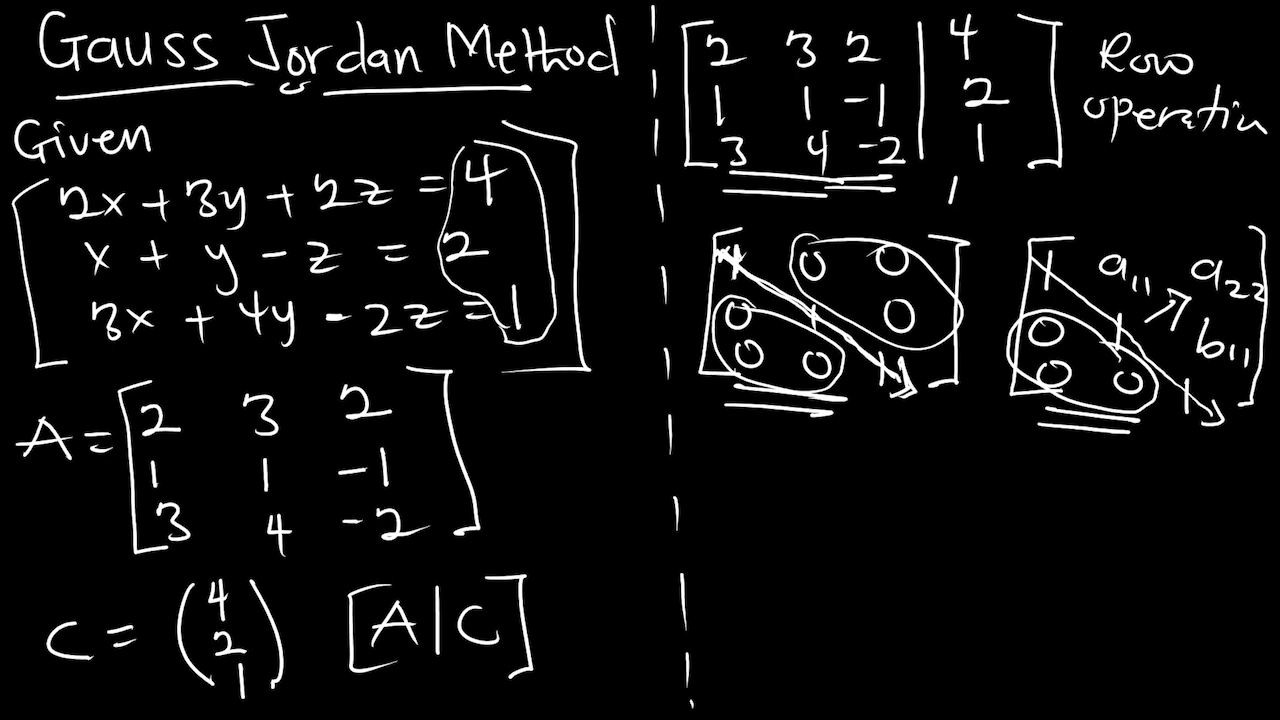 Gauss Jordan Method
Given
2x + 3y + 2z = 4
x + y - z = 2
3x + 4y - 2z = 1
A = [2 3 2
1 1 -1
3 4 -2]
C = (4
2
1)
[A|C]
[2 3 2 | 4
1 1 -1 | 2
3 4 -2 | 1]
Row
operatin
[1 0 0
0 1 0
0 0 1]
[1 a₁₁ a₂₂
0 1 b₁₁
0 0 1]